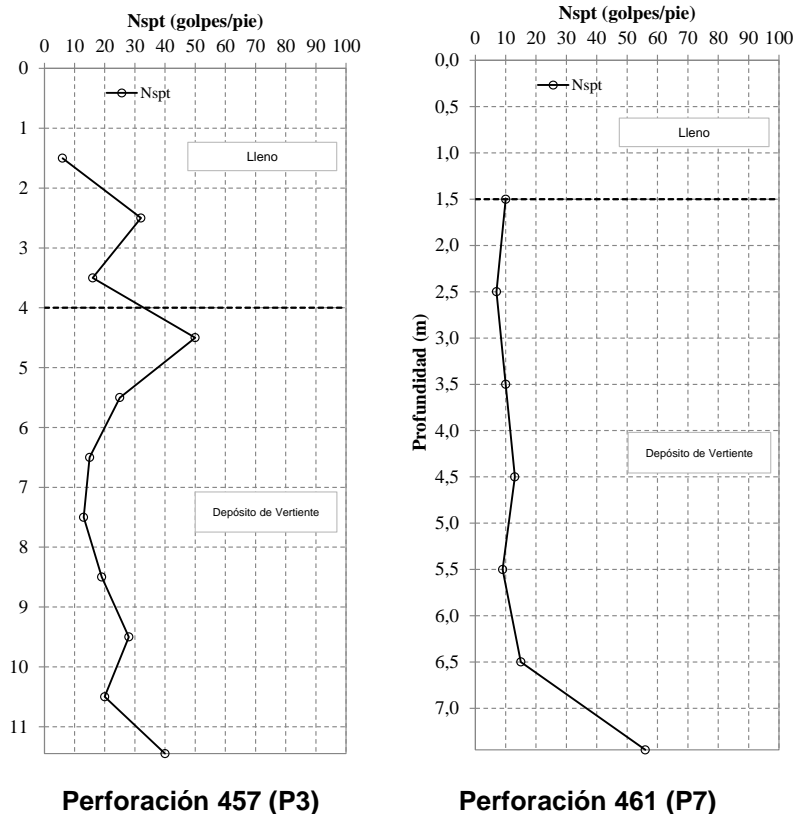 Nspt (golpes/pie)
0 10 20 30 40 50 60 70 80 90 100
0
1
2
3
4
5
6
7
8
9
10
11
Nspt
Lleno
Depósito de Vertiente
Perforación 457 (P3)
Nspt (golpes/pie)
0 10 20 30 40 50 60 70 80 90 100
Profundidad (m)
0,0
0,5
1,0
1,5
2,0
2,5
3,0
3,5
4,0
4,5
5,0
5,5
6,0
6,5
7,0
Nspt
Lleno
Depósito de Vertiente
Perforación 461 (P7)